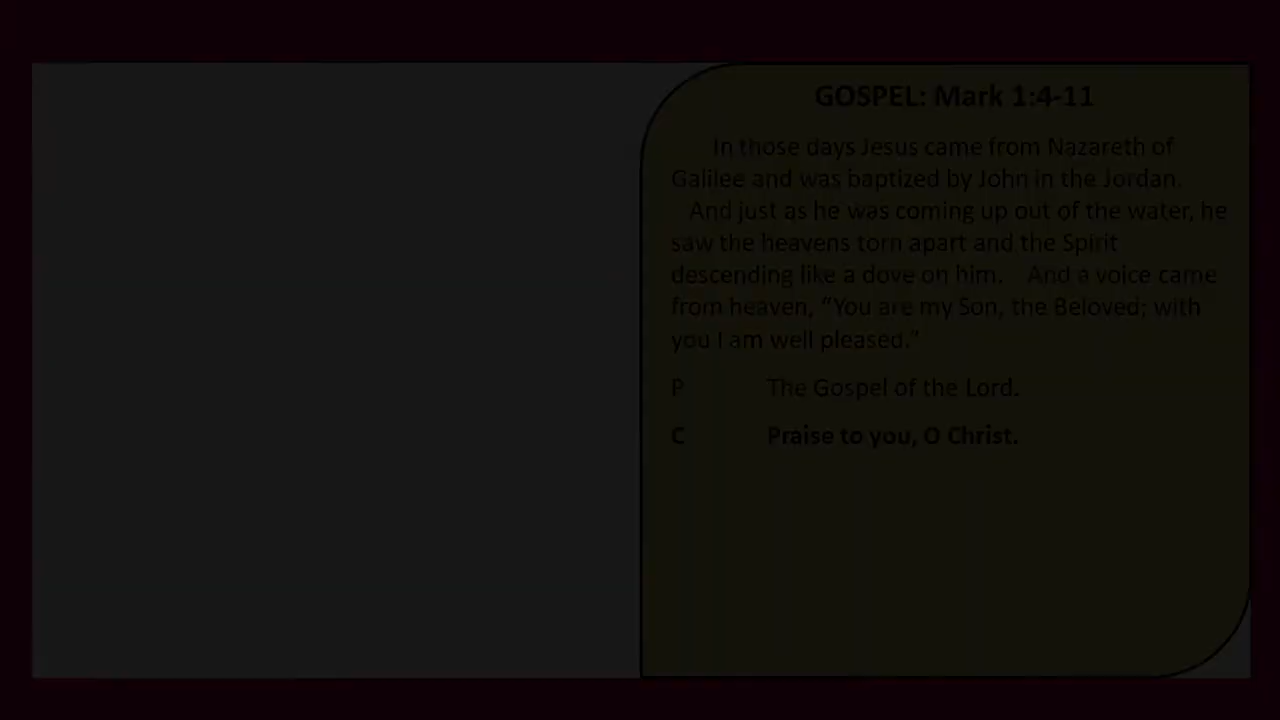 GOSPEL: Mark 1:4-11
In those days Jesus came from Nazareth of
Galilee and was baptized by John in the Jordan.
And just as he was coming up out of the water, he
saw the heavens torn apart and the Spirit
descending like a dove on him. And a voice came
from heaven, “You are my Son, the Beloved; with
you I am well pleased.”
P The Gospel of the Lord.
C Praise to you, O Christ.